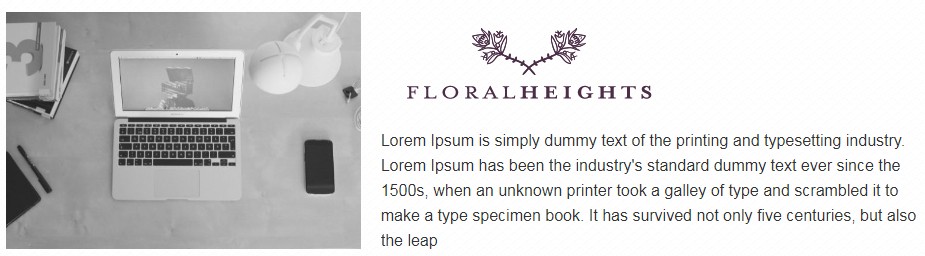 FLORALHEIGHTS
Lorem Ipsum is simply dummy text of the printing and typesetting industry.
Lorem Ipsum has been the industry's standard dummy text ever since the
1500s, when an unknown printer took a galley of type and scrambled it to
make a type specimen book. It has survived not only five centuries, but also
the leap